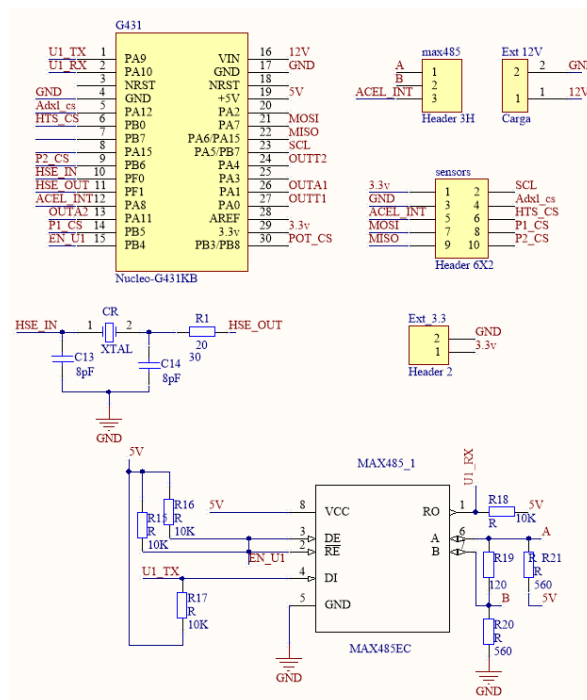 G431
U1_TX 1 PA9 VIN 16 12V
U1_RX 2 PA10 GND 17 GND
3 NRST NRST 18
GND 4 GND +5V 19 5V
Adxl_cs 5 PA12 PA2 20
HTS_CS 6 PB0 PA7 21 MOSI
7 PB7 PA6/PA15 22 MISO
8 PA15 PA5/PB7 23 SCL
P2_CS 9 PB6 PA4 24 OUTT2
HSE_IN 10 PF0 PA3 25
HSE_OUT 11 PF1 PA1 26 OUTA1
ACEL_INT 12 PA8 PA0 27 OUTT1
OUTA2 13 PA11 AREF 28
P1_CS 14 PB5 3.3v 29 3.3v
EN_U1 15 PB4 PB3/PB8 30 POT_CS
Nucleo-G431KB
max485
A 1
B 2
ACEL_INT 3
Header 3H
Ext 12V
2 2 GND
1 1 12V
Carga
sensors
3.3v 1 2 SCL
GND 3 4 Adxl_cs
ACEL_INT 5 6 HTS_CS
MOSI 7 8 P1_CS
MISO 9 10 P2_CS
Header 6X2
HSE_IN 1 CR 2 R1 HSE_OUT
XTAL
20
30
C13
8pF
C14
8pF
GND
Ext_3.3
2 GND
1 3.3v
Header 2
MAX485_1
5V
R16
R
10K
R15
R
10K
5V 8 VCC
3 DE
2 RE
EN_U1
U1_TX 4 DI
5 GND
R17
R
10K
GND
RO 1
U1_RX
R18
R 10K
5V
A 6 A
B 7
R19
R
120
B
R21
R
560
5V
R20
R
560
GND
MAX485EC